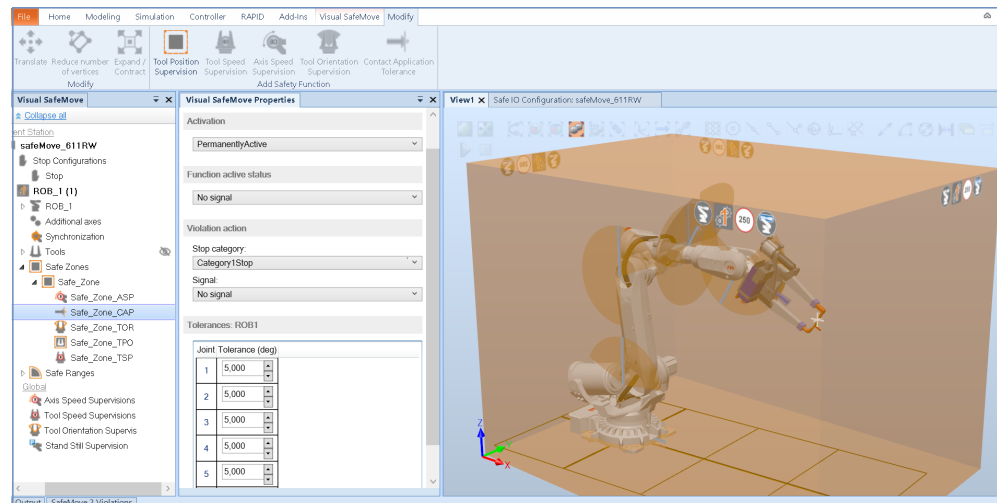 File Home Modeling Simulation Controller RAPID Add-Ins Visual SafeMove Modify
Translate Reduce number of vertices Expand / Contract Tool Position Supervision Tool Speed Supervision Axis Speed Supervision Tool Orientation Supervision Contact Application Tolerance
Modify Add Safety Function
Visual SafeMove
Collapse all
ent Station
safeMove_611RW
Stop Configurations
Stop
ROB_1 (1)
ROB_1
Additional axes
Synchronization
Tools
Safe Zones
Safe_Zone
Safe_Zone_ASP
Safe_Zone_CAP
Safe_Zone_TOR
Safe_Zone_TPO
Safe_Zone_TSP
Safe Ranges
Global
Axis Speed Supervisions
Tool Speed Supervisions
Tool Orientation Supervis
Stand Still Supervision
Output SafeMove 2 Violations
Visual SafeMove Properties
Activation
PermanentlyActive
Function active status
No signal
Violation action
Stop category:
Category1Stop
Signal:
No signal
Tolerances: ROB1
Joint Tolerance (deg)
1 5,000
2 5,000
3 5,000
4 5,000
5 5,000
View1 Safe IO Configuration: safeMove_611RW
250
Z
Y
X